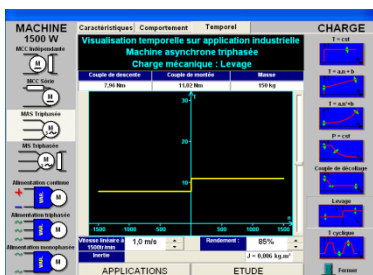 MACHINE
1500 W
MCC Indépendante
MCC Série
MAS Triphasée
MS Triphasée
Alimentation continue
Alimentation triphasée
Alimentation monophasée
Caractéristiques Comportement Temporel
Visualisation temporelle sur application industrielle
Machine asynchrone triphasée
Charge mécanique : Levage
Couple de descente Couple de montée Masse
7,96 Nm 11,02 Nm 150 kg
30
T
20
10
1500 1000 500 500 1000 1500
Vitesse linéaire à
1500tr/min
1,0 m/s
Rendement : 85%
Inertie
J = 0,006 kg.m²
APPLICATIONS ETUDE
CHARGE
T = cst
T = a.n + b
T = a.n²+b
P = cst
Couple de décollage
Levage
T cyclique
Fermer